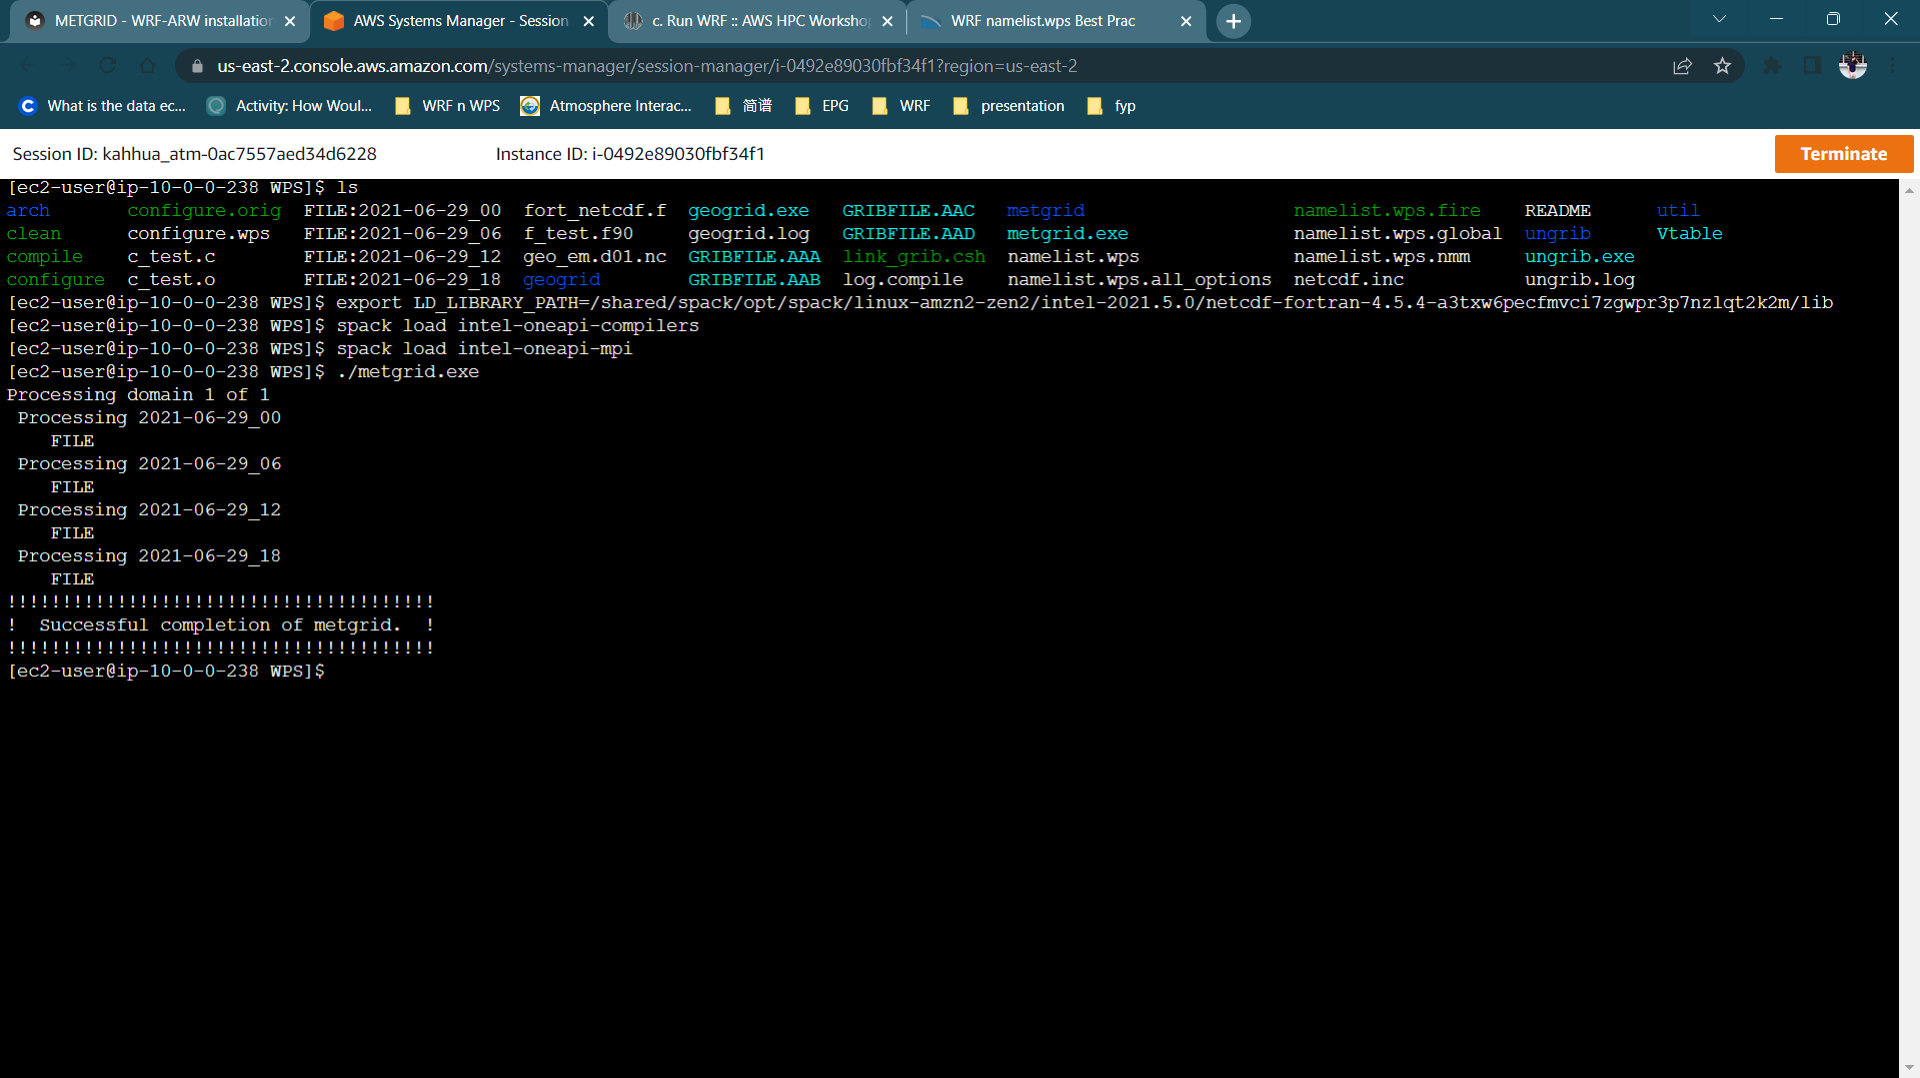 METGRID - WRF-ARW installation
AWS Systems Manager - Session
c. Run WRF :: AWS HPC Workshop
WRF namelist.wps Best Prac
us-east-2.console.aws.amazon.com/systems-manager/session-manager/i-0492e89030fbf34f1?region=us-east-2
What is the data ec... Activity: How Woul... WRF n WPS Atmosphere Interac... 简谱 EPG WRF presentation fyp
Session ID: kahhua_atm-0ac7557aed34d6228 Instance ID: i-0492e89030fbf34f1 Terminate
[ec2-user@ip-10-0-0-238 WPS]$ ls
arch configure.orig FILE:2021-06-29_00 fort_netcdf.f geogrid.exe GRIBFILE.AAC metgrid namelist.wps.fire README util
clean configure.wps FILE:2021-06-29_06 f_test.f90 geogrid.log GRIBFILE.AAD metgrid.exe namelist.wps.global ungrib Vtable
compile c_test.c FILE:2021-06-29_12 geo_em.d01.nc GRIBFILE.AAA link_grib.csh namelist.wps namelist.wps.nmm ungrib.exe
configure c_test.o FILE:2021-06-29_18 geogrid GRIBFILE.AAB log.compile namelist.wps.all_options netcdf.inc ungrib.log
[ec2-user@ip-10-0-0-238 WPS]$ export LD_LIBRARY_PATH=/shared/spack/opt/spack/linux-amzn2-zen2/intel-2021.5.0/netcdf-fortran-4.5.4-a3txw6pecfmvci7zgwpr3p7nzlqt2k2m/lib
[ec2-user@ip-10-0-0-238 WPS]$ spack load intel-oneapi-compilers
[ec2-user@ip-10-0-0-238 WPS]$ spack load intel-oneapi-mpi
[ec2-user@ip-10-0-0-238 WPS]$ ./metgrid.exe
Processing domain 1 of 1
Processing 2021-06-29_00
FILE
Processing 2021-06-29_06
FILE
Processing 2021-06-29_12
FILE
Processing 2021-06-29_18
FILE
!!!!!!!!!!!!!!!!!!!!!!!!!!!!!!!!!!!!!!!
! Successful completion of metgrid. !
!!!!!!!!!!!!!!!!!!!!!!!!!!!!!!!!!!!!!!!
[ec2-user@ip-10-0-0-238 WPS]$